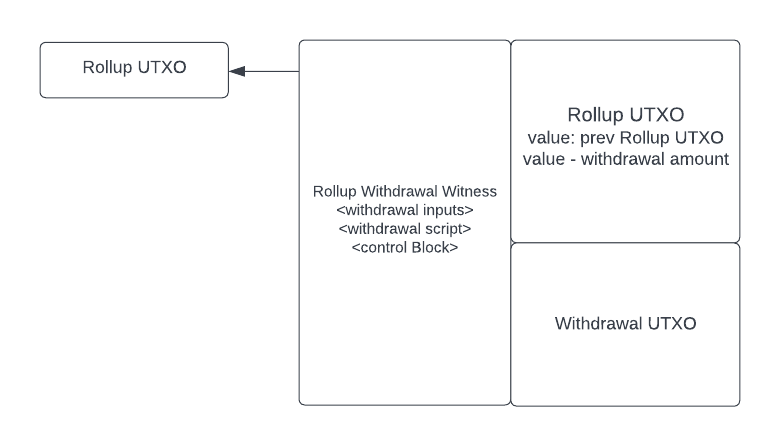 Rollup UTXO
Rollup Withdrawal Witness
<withdrawal inputs>
<withdrawal script>
<control Block>
Rollup UTXO
value: prev Rollup UTXO
value - withdrawal amount
Withdrawal UTXO